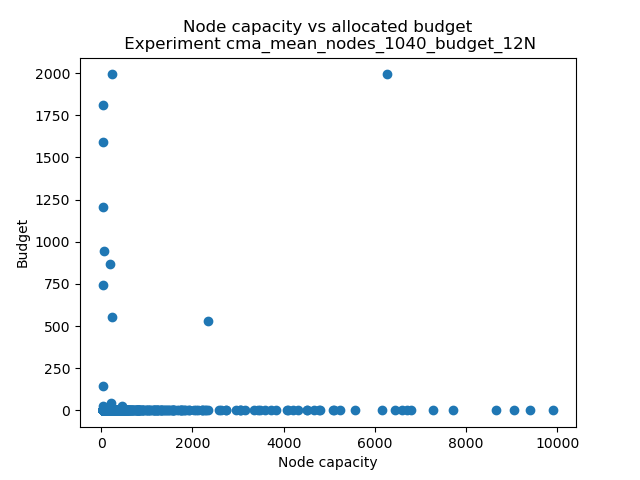 Node capacity vs allocated budget
Experiment cma_mean_nodes_1040_budget_12N
2000
1750
1500
1250
1000
750
500
250
0
Budget
0 2000 4000 6000 8000 10000
Node capacity